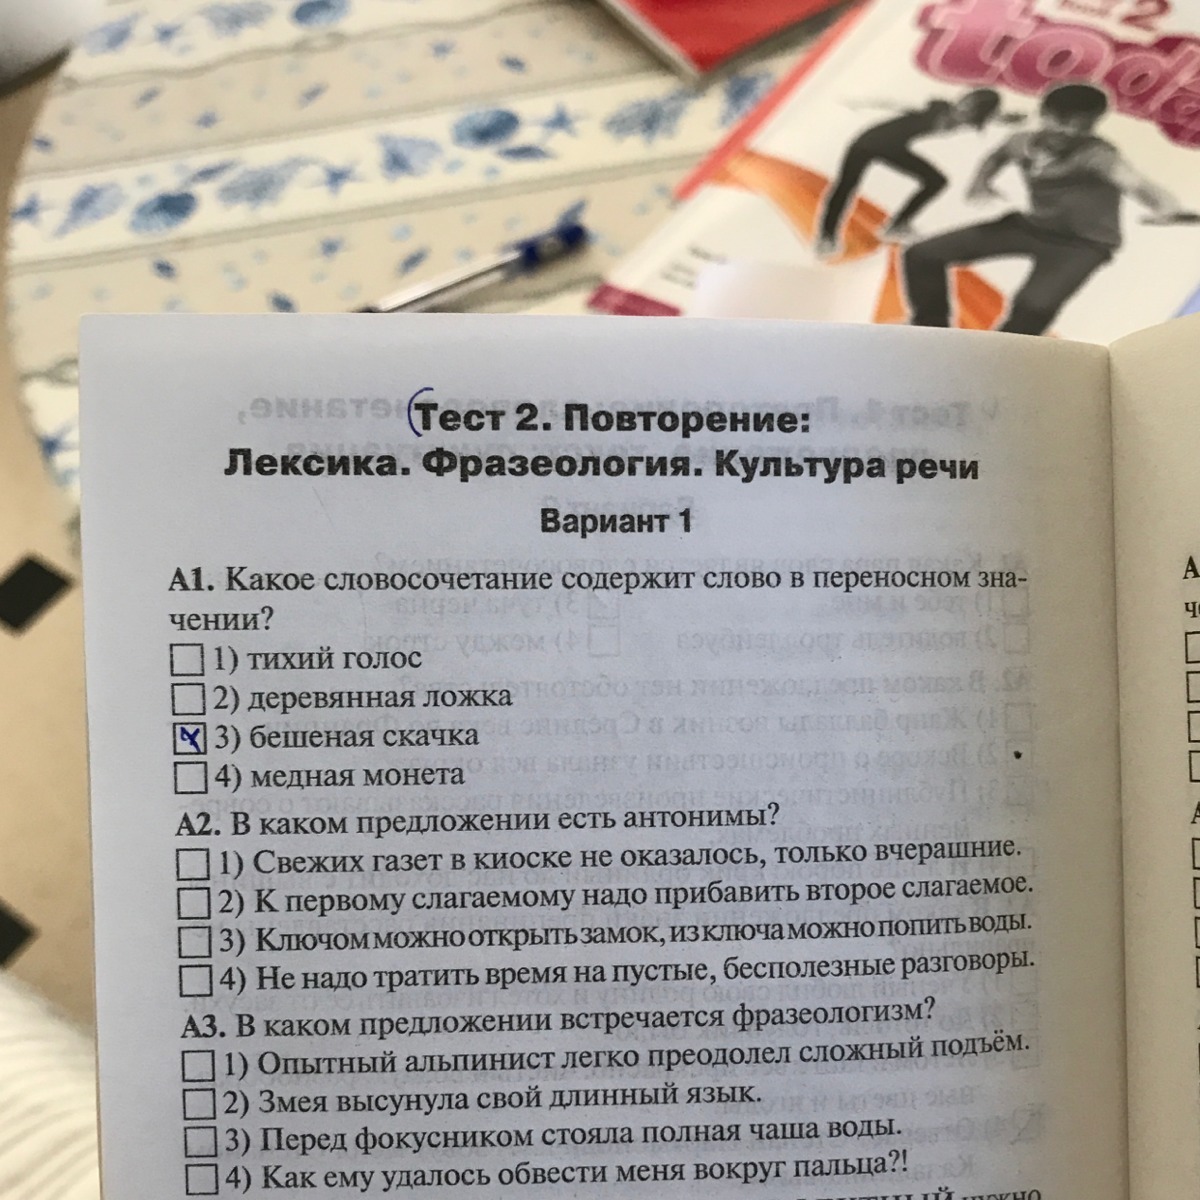 2
today
Тест 2. Повторение:
Лексика. Фразеология. Культура речи
Вариант 1
А1. Какое словосочетание содержит слово в переносном зна-
чении?
1) тихий голос
2) деревянная ложка
3) бешеная скачка
4) медная монета
А2. В каком предложении есть антонимы?
1) Свежих газет в киоске не оказалось, только вчерашние.
2) К первому слагаемому надо прибавить второе слагаемое.
3) Ключом можно открыть замок, из ключа можно попить воды.
4) Не надо тратить время на пустые, бесполезные разговоры.
А3. В каком предложении встречается фразеологизм?
1) Опытный альпинист легко преодолел сложный подъём.
2) Змея высунула свой длинный язык.
3) Перед фокусником стояла полная чаша воды.
4) Как ему удалось обвести меня вокруг пальца?!